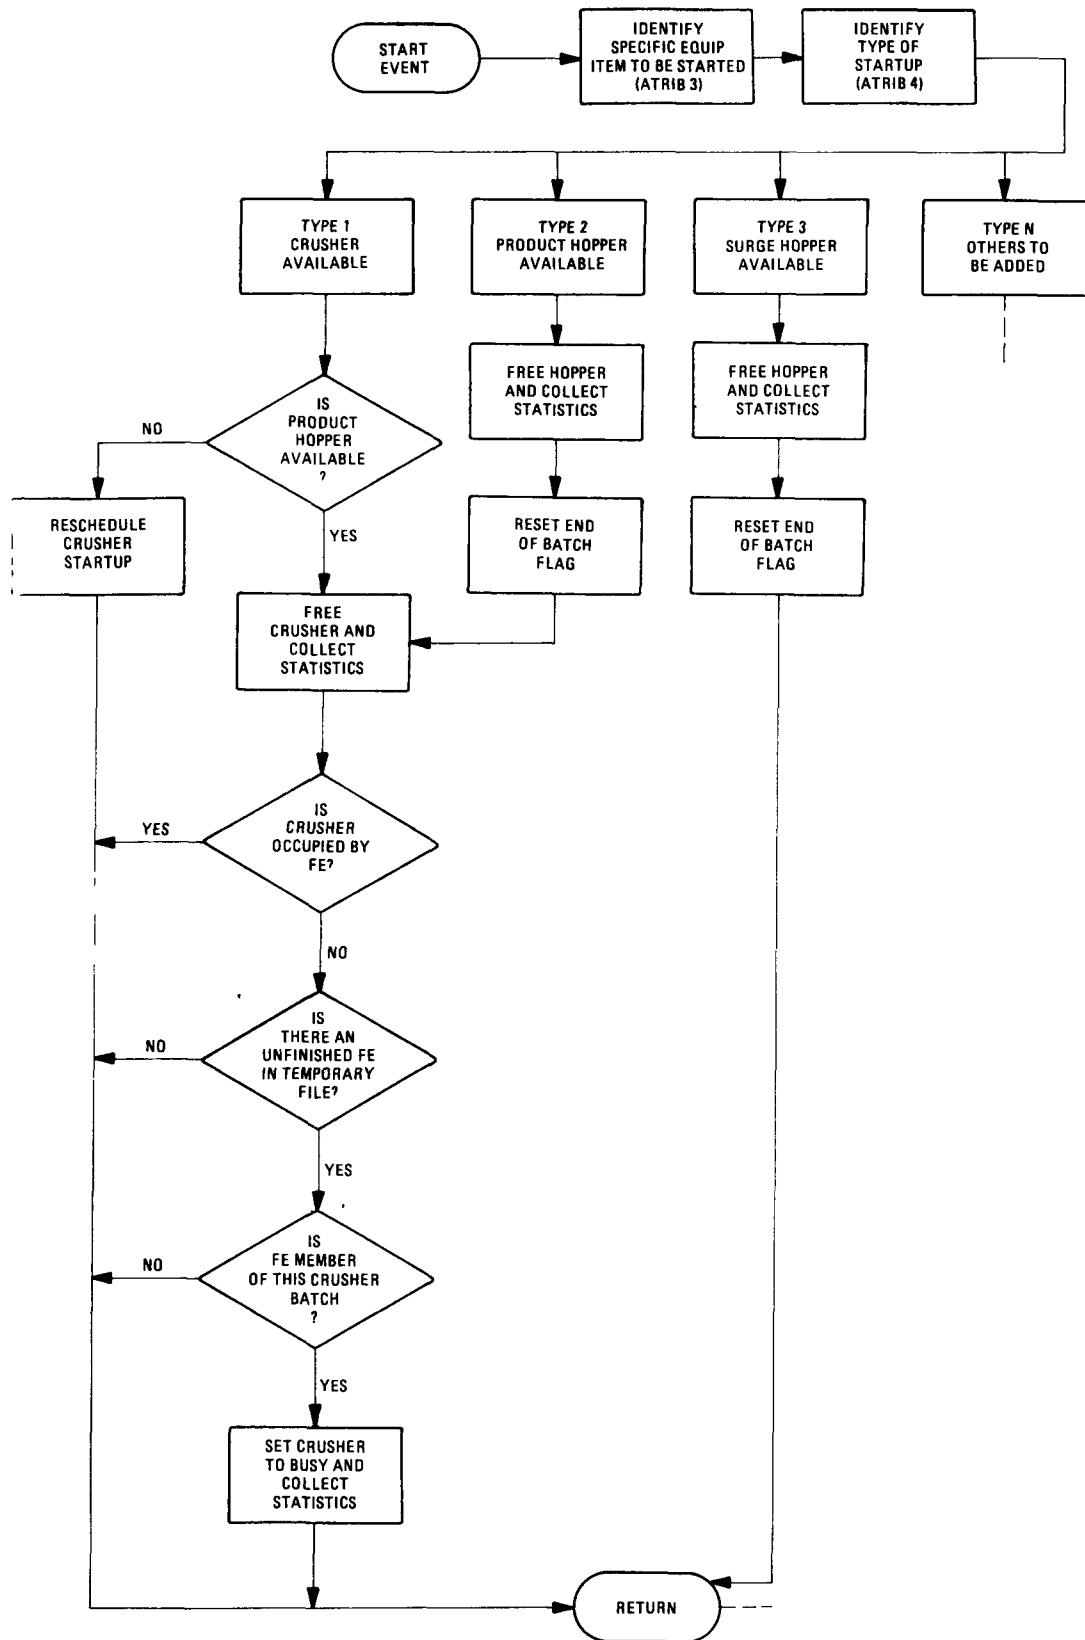 START
EVENT
IDENTIFY
SPECIFIC EQUIP
ITEM TO BE STARTED
(ATRIB 3)
IDENTIFY
TYPE OF
STARTUP
(ATRIB 4)
TYPE 1
CRUSHER
AVAILABLE
TYPE 2
PRODUCT HOPPER
AVAILABLE
TYPE 3
SURGE HOPPER
AVAILABLE
TYPE N
OTHERS TO
BE ADDED
FREE HOPPER
AND COLLECT
STATISTICS
FREE HOPPER
AND COLLECT
STATISTICS
IS
PRODUCT
HOPPER
AVAILABLE
?
NO
YES
RESCHEDULE
CRUSHER
STARTUP
RESET END
OF BATCH
FLAG
RESET END
OF BATCH
FLAG
FREE
CRUSHER AND
COLLECT
STATISTICS
IS
CRUSHER
OCCUPIED BY
FE?
YES
NO
IS
THERE AN
UNFINISHED FE
IN TEMPORARY
FILE?
NO
YES
IS
FE MEMBER
OF THIS CRUSHER
BATCH
?
NO
YES
SET CRUSHER
TO BUSY AND
COLLECT
STATISTICS
RETURN